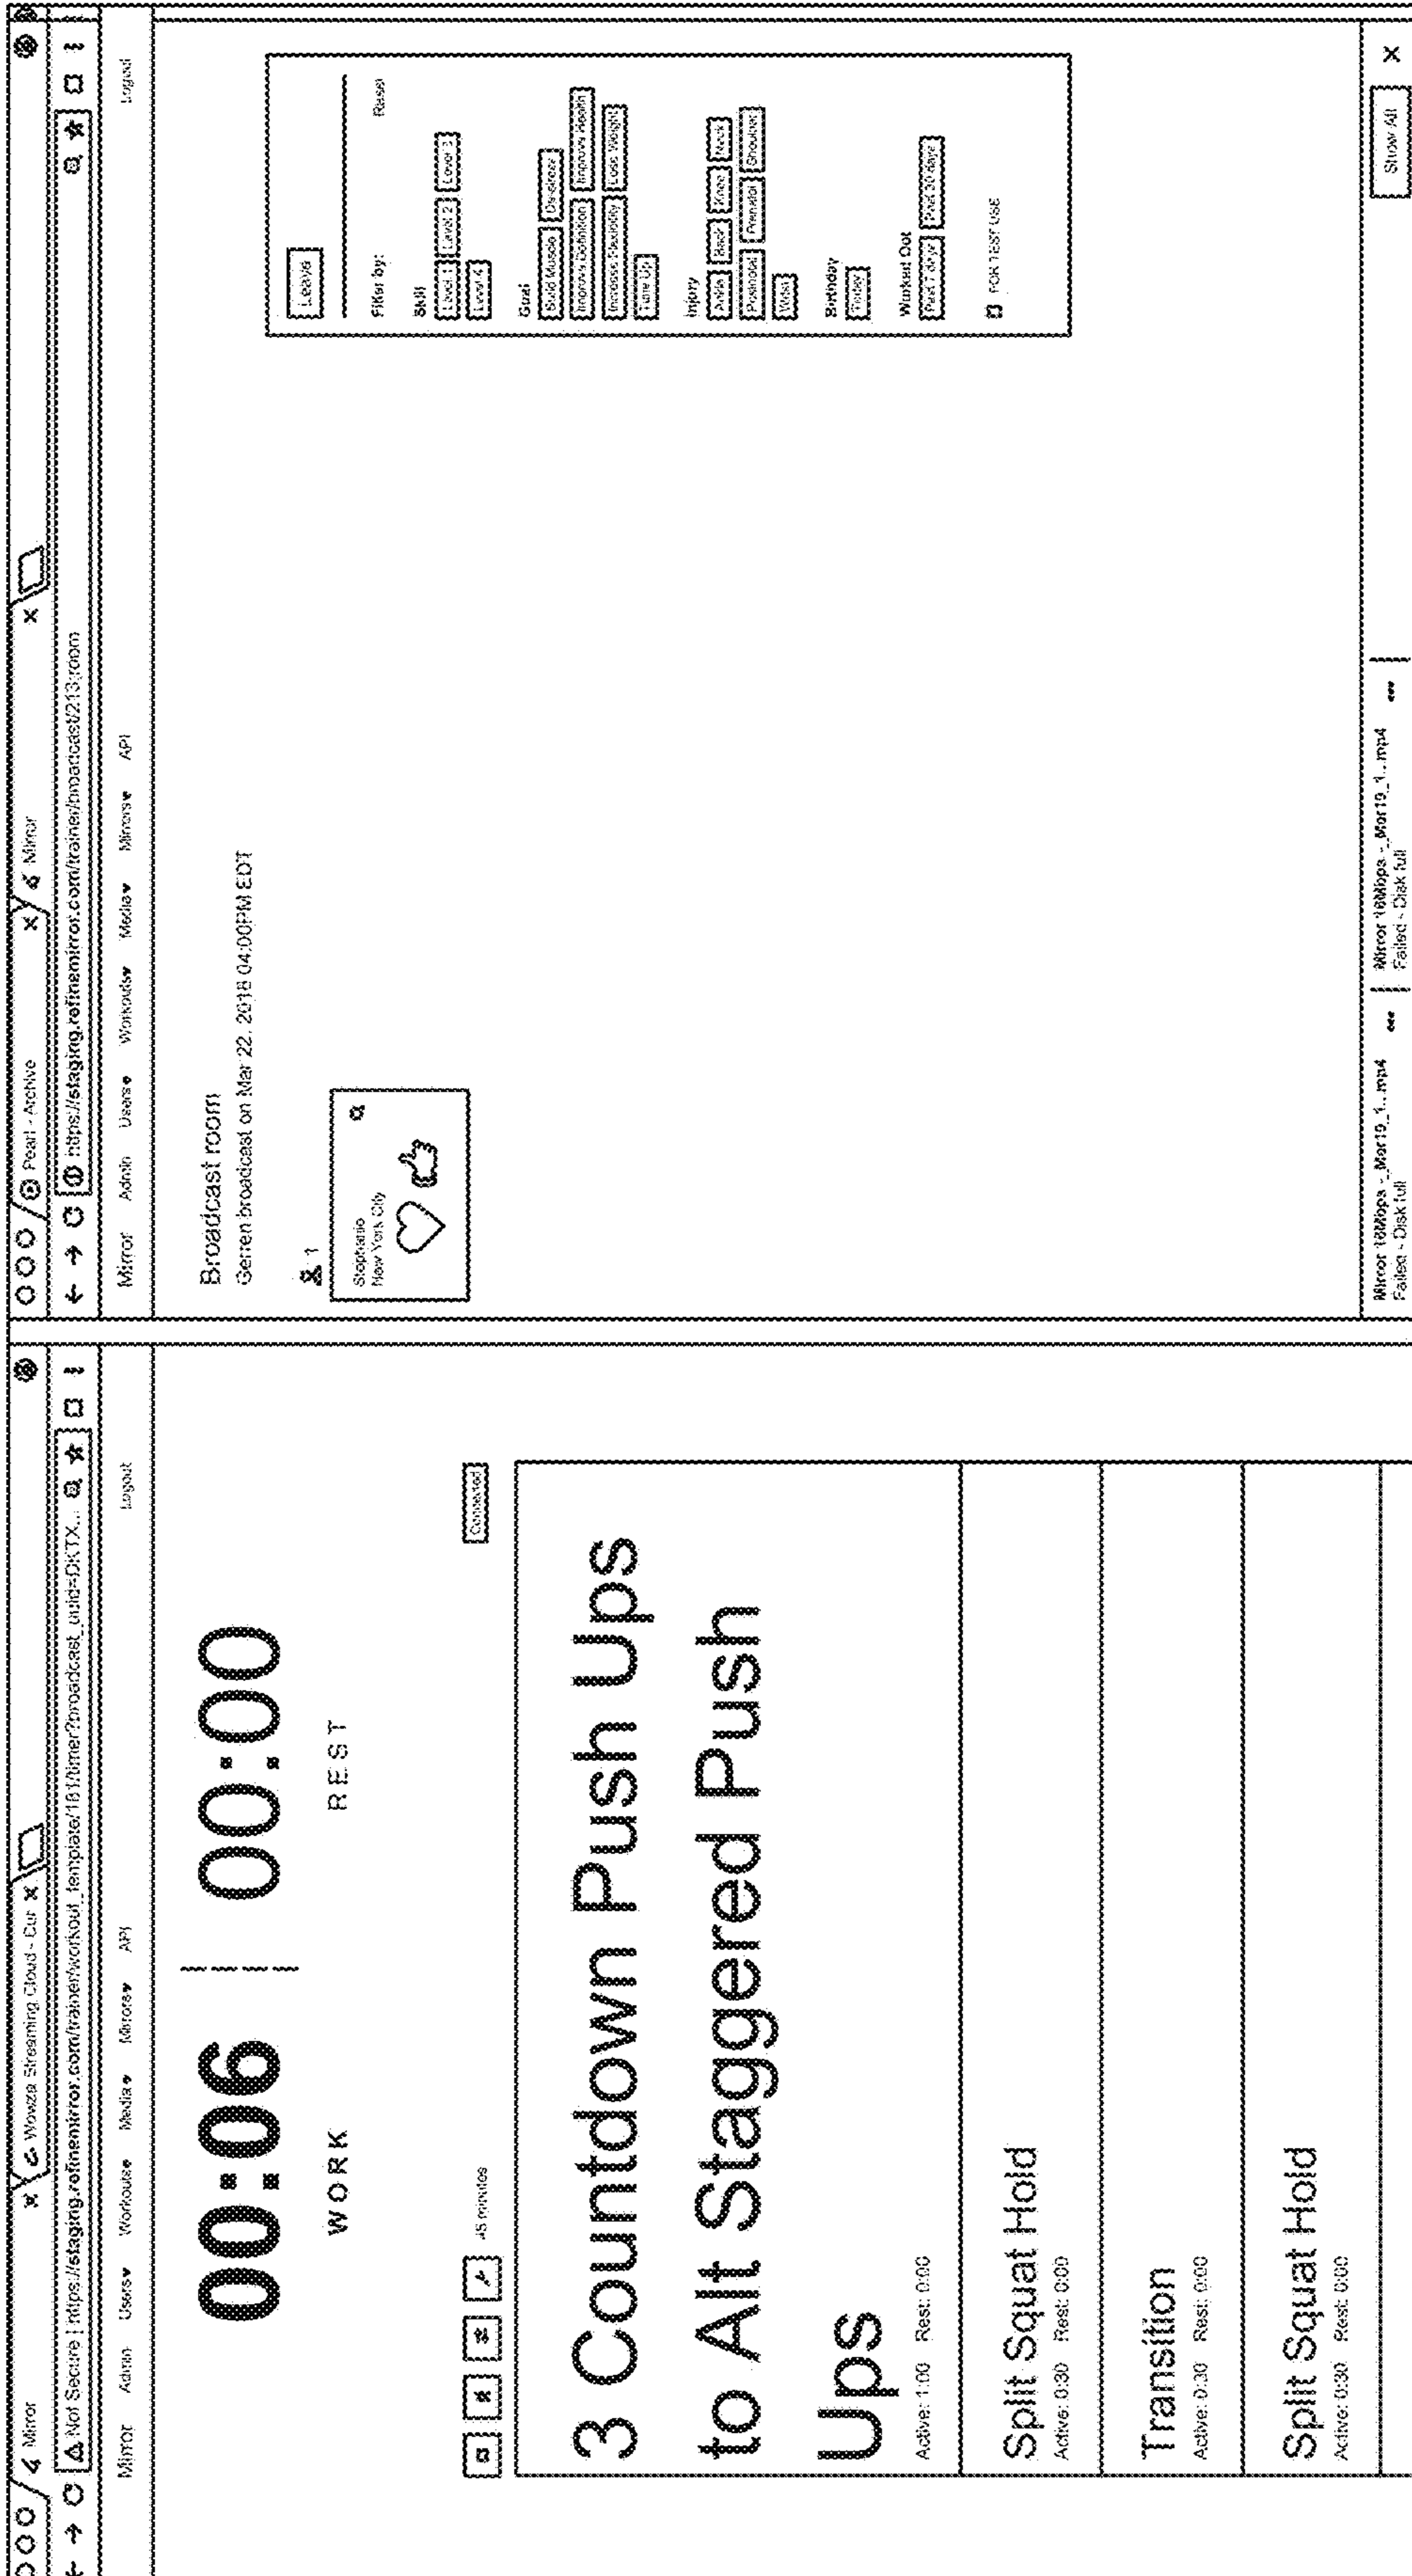 Mirror
Wowza Streaming Cloud - Cur
Not Secure | https://staging.refinemirror.com/trainer/workout_template/181/timer?broadcast_uuid=DKTX...
Mirror Admin Users Workouts Media Mirrors API Logout
00:06 00:00
WORK REST
45 minutes Connected
3 Countdown Push Ups
to Alt Staggered Push
Ups
Active: 1:00 Rest: 0:00
Split Squat Hold
Active: 0:30 Rest: 0:00
Transition
Active: 0:30 Rest: 0:00
Split Squat Hold
Active: 0:30 Rest: 0:00
Pearl - Archive
Mirror
https://staging.refinemirror.com/trainer/broadcast/213/room
Mirror Admin Users Workouts Media Mirrors API Logout
Broadcast room
Gerren broadcast on Mar 22, 2018 04:00PM EDT
1
Stephanie
New York City
Leave
Filter by: Reset
Skill
Level 1 Level 2 Level 3
Level 4
Goal
Build Muscle De-stress
Improve Definition Improve Health
Increase Flexibility Loss Weight
Tone Up
Injury
Ankle Back Knee Neck
Postnatal Prenatal Shoulder
Wrist
Birthday
Today
Worked Out
Past 7 days Past 30 days
FOR TEST USE
Mirror 16Mbps -_Mar19_1...mp4
Failed - Disk full
Mirror 16Mbps -_Mar19_1...mp4
Failed - Disk full
Show All